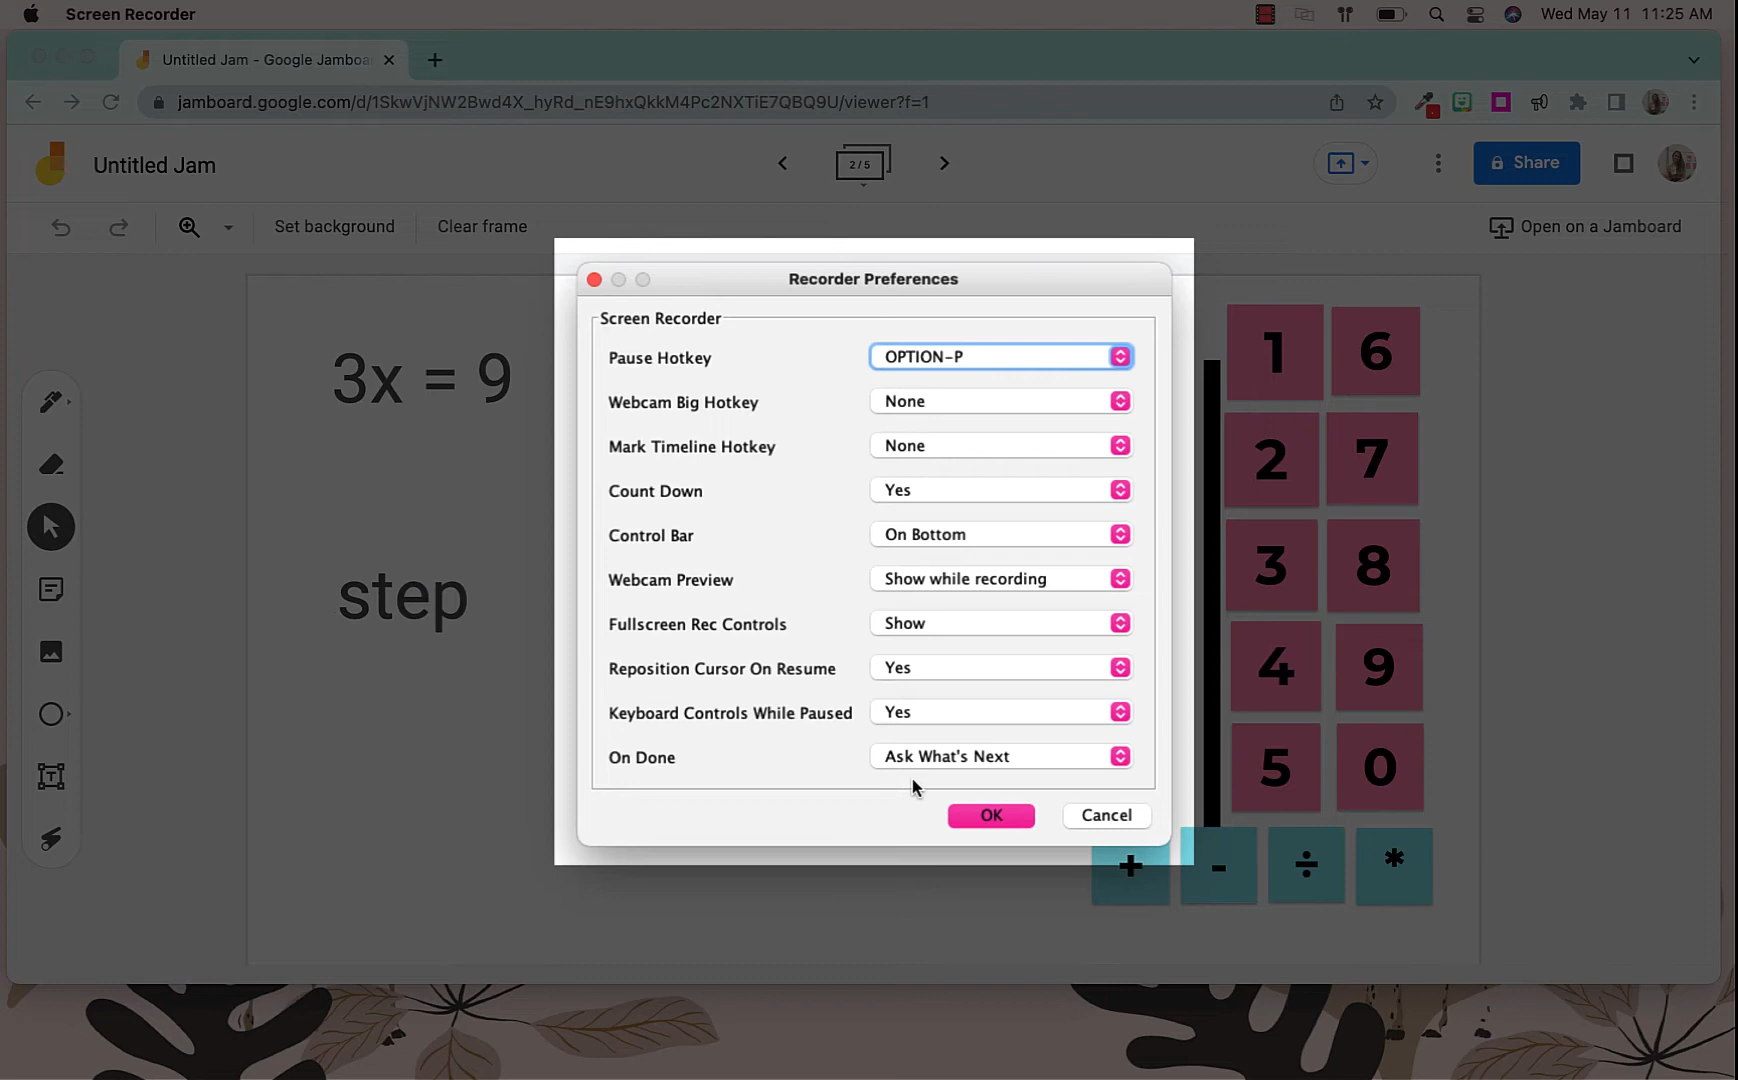 Screen Recorder
Wed May 11 11:25 AM
Untitled Jam - Google Jamboa
jamboard.google.com/d/1SkwVjNW2Bwd4X_hyRd_nE9hxQkkM4Pc2NXTiE7QBQ9U/viewer?f=1
Untitled Jam
2 / 5
Share
Set background
Clear frame
Open on a Jamboard
Recorder Preferences
Screen Recorder
Pause Hotkey OPTION-P
Webcam Big Hotkey None
Mark Timeline Hotkey None
Count Down Yes
Control Bar On Bottom
Webcam Preview Show while recording
Fullscreen Rec Controls Show
Reposition Cursor On Resume Yes
Keyboard Controls While Paused Yes
On Done Ask What's Next
OK Cancel
3x = 9
step
1 6
2 7
3 8
4 9
5 0
+ - ÷ *